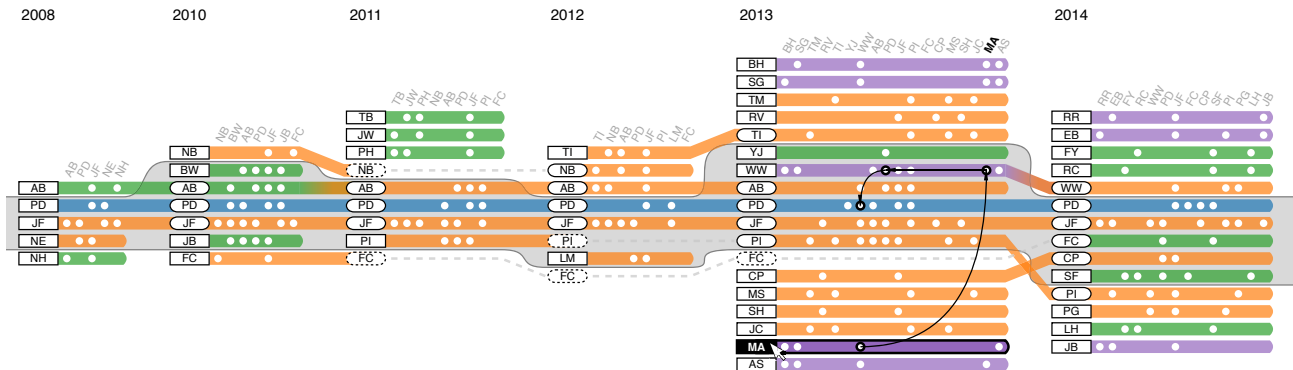 2008 2010 2011 2012 2013 2014
AB PD JF NE NH
NB BW AB PD JF JB FC
TB JW PH NB AB PD JF PI FC
TI NB AB PD JF PI LM FC
BH SG TM RV TI YJ WW AB PD JF PI FC CP MS SH JC MA AS
RR EB FY RC WW PD JF FC CP SF PI PG LH JB
AB
PD
JF
NE
NH
NB
BW
AB
PD
JF
JB
FC
TB
JW
PH
NB
AB
PD
JF
PI
FC
TI
NB
AB
PD
JF
PI
LM
FC
BH
SG
TM
RV
TI
YJ
WW
AB
PD
JF
PI
FC
CP
MS
SH
JC
MA
AS
RR
EB
FY
RC
WW
PD
JF
FC
CP
SF
PI
PG
LH
JB